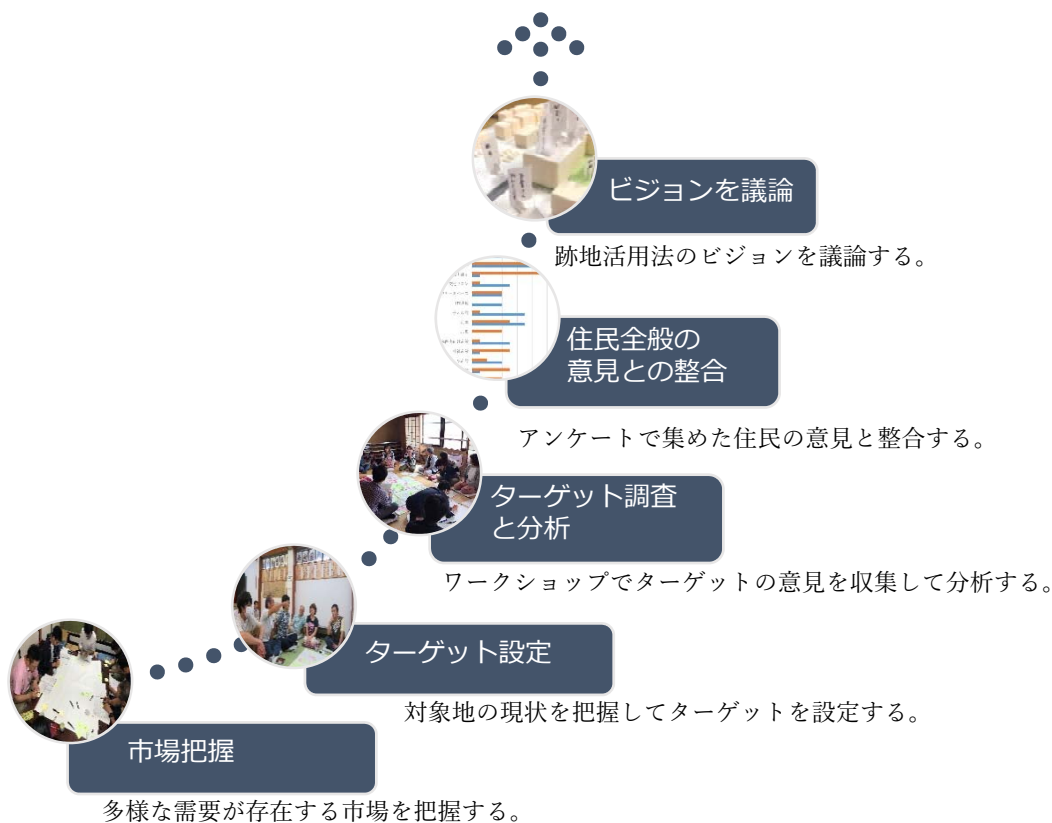 ビジョンを議論
跡地活用法のビジョンを議論する。
住民全般の
意見との整合
アンケートで集めた住民の意見と整合する。
ターゲット調査
と分析
ワークショップでターゲットの意見を収集して分析する。
ターゲット設定
対象地の現状を把握してターゲットを設定する。
市場把握
多様な需要が存在する市場を把握する。